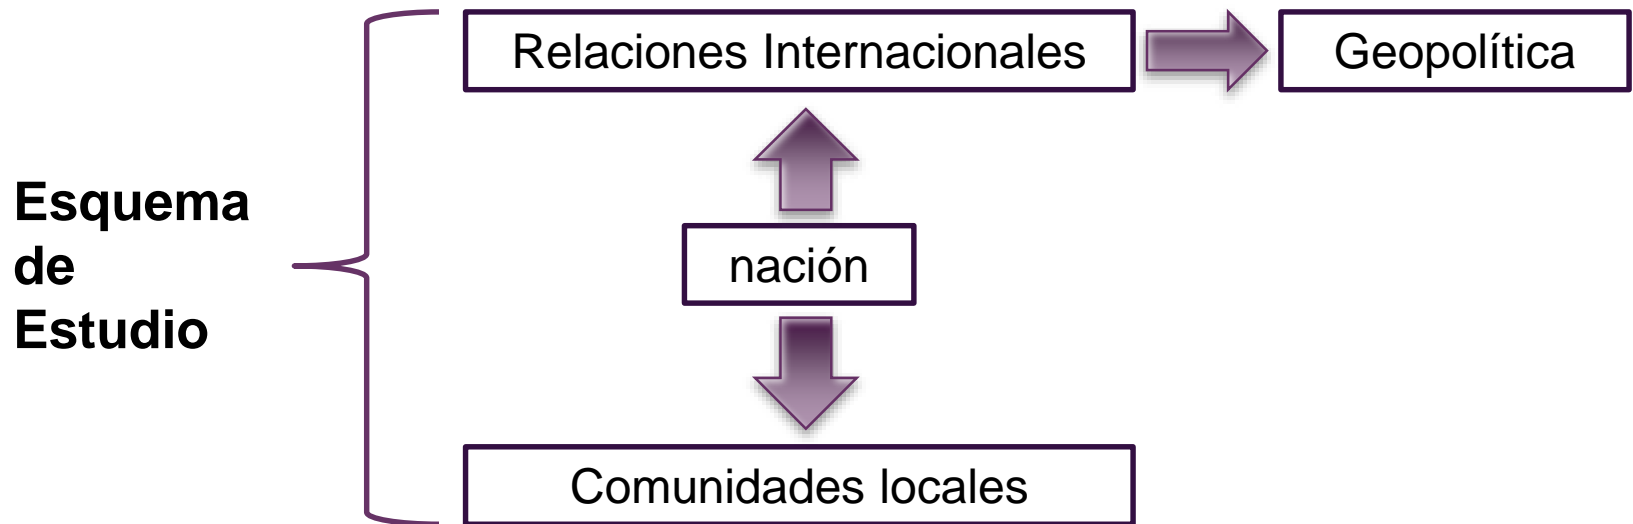 Relaciones Internacionales
Geopolítica
Esquema
de
Estudio
nación
Comunidades locales